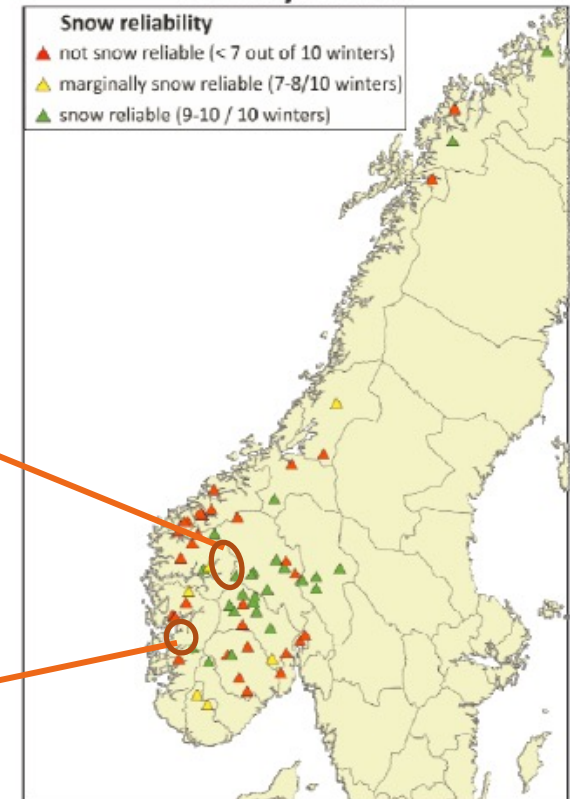 Snow reliability
not snow reliable (< 7 out of 10 winters)
marginally snow reliable (7-8/10 winters)
snow reliable (9-10 / 10 winters)